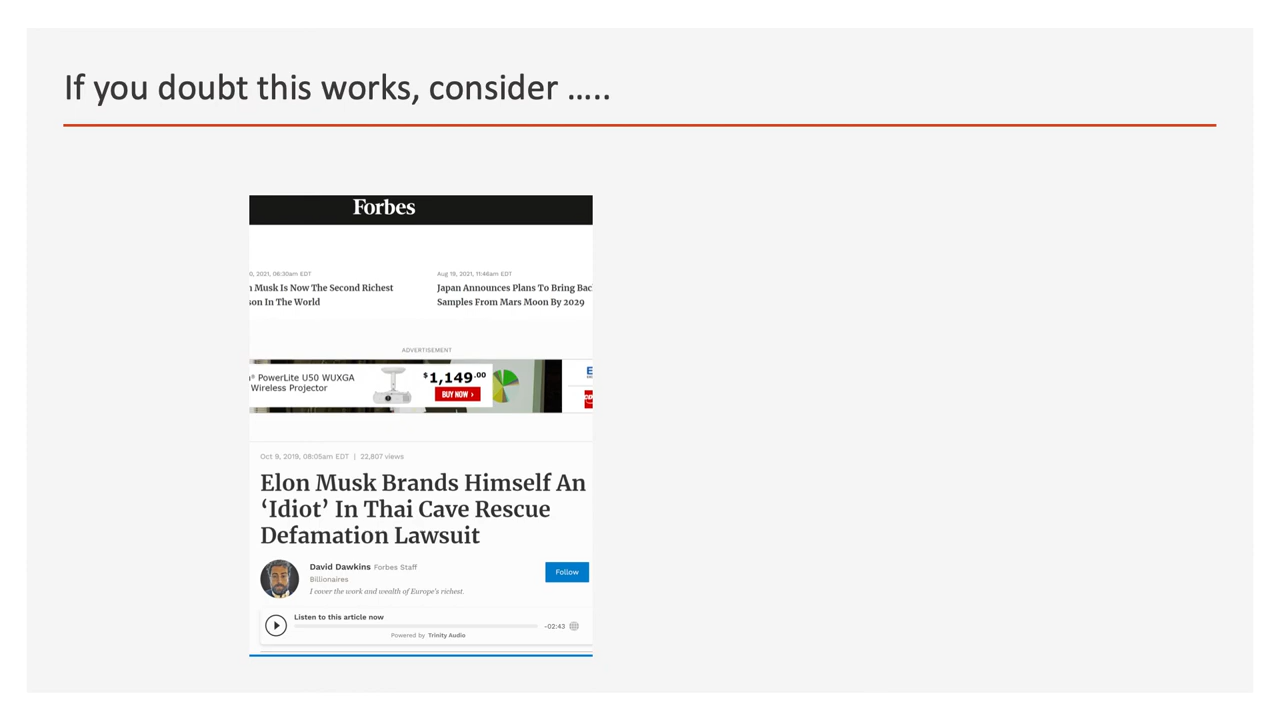 If you doubt this works, consider .....
Forbes
0, 2021, 06:30am EDT
Musk Is Now The Second Richest
son In The World
Aug 19, 2021, 11:46am EDT
Japan Announces Plans To Bring Bac
Samples From Mars Moon By 2029
ADVERTISEMENT
PowerLite U50 WUXGA
Wireless Projector
$1,149.00
BUY NOW ›
Oct 9, 2019, 08:05am EDT | 22,807 views
Elon Musk Brands Himself An
‘Idiot’ In Thai Cave Rescue
Defamation Lawsuit
David Dawkins Forbes Staff
Billionaires
I cover the work and wealth of Europe's richest.
Follow
Listen to this article now
-02:43
Powered by Trinity Audio